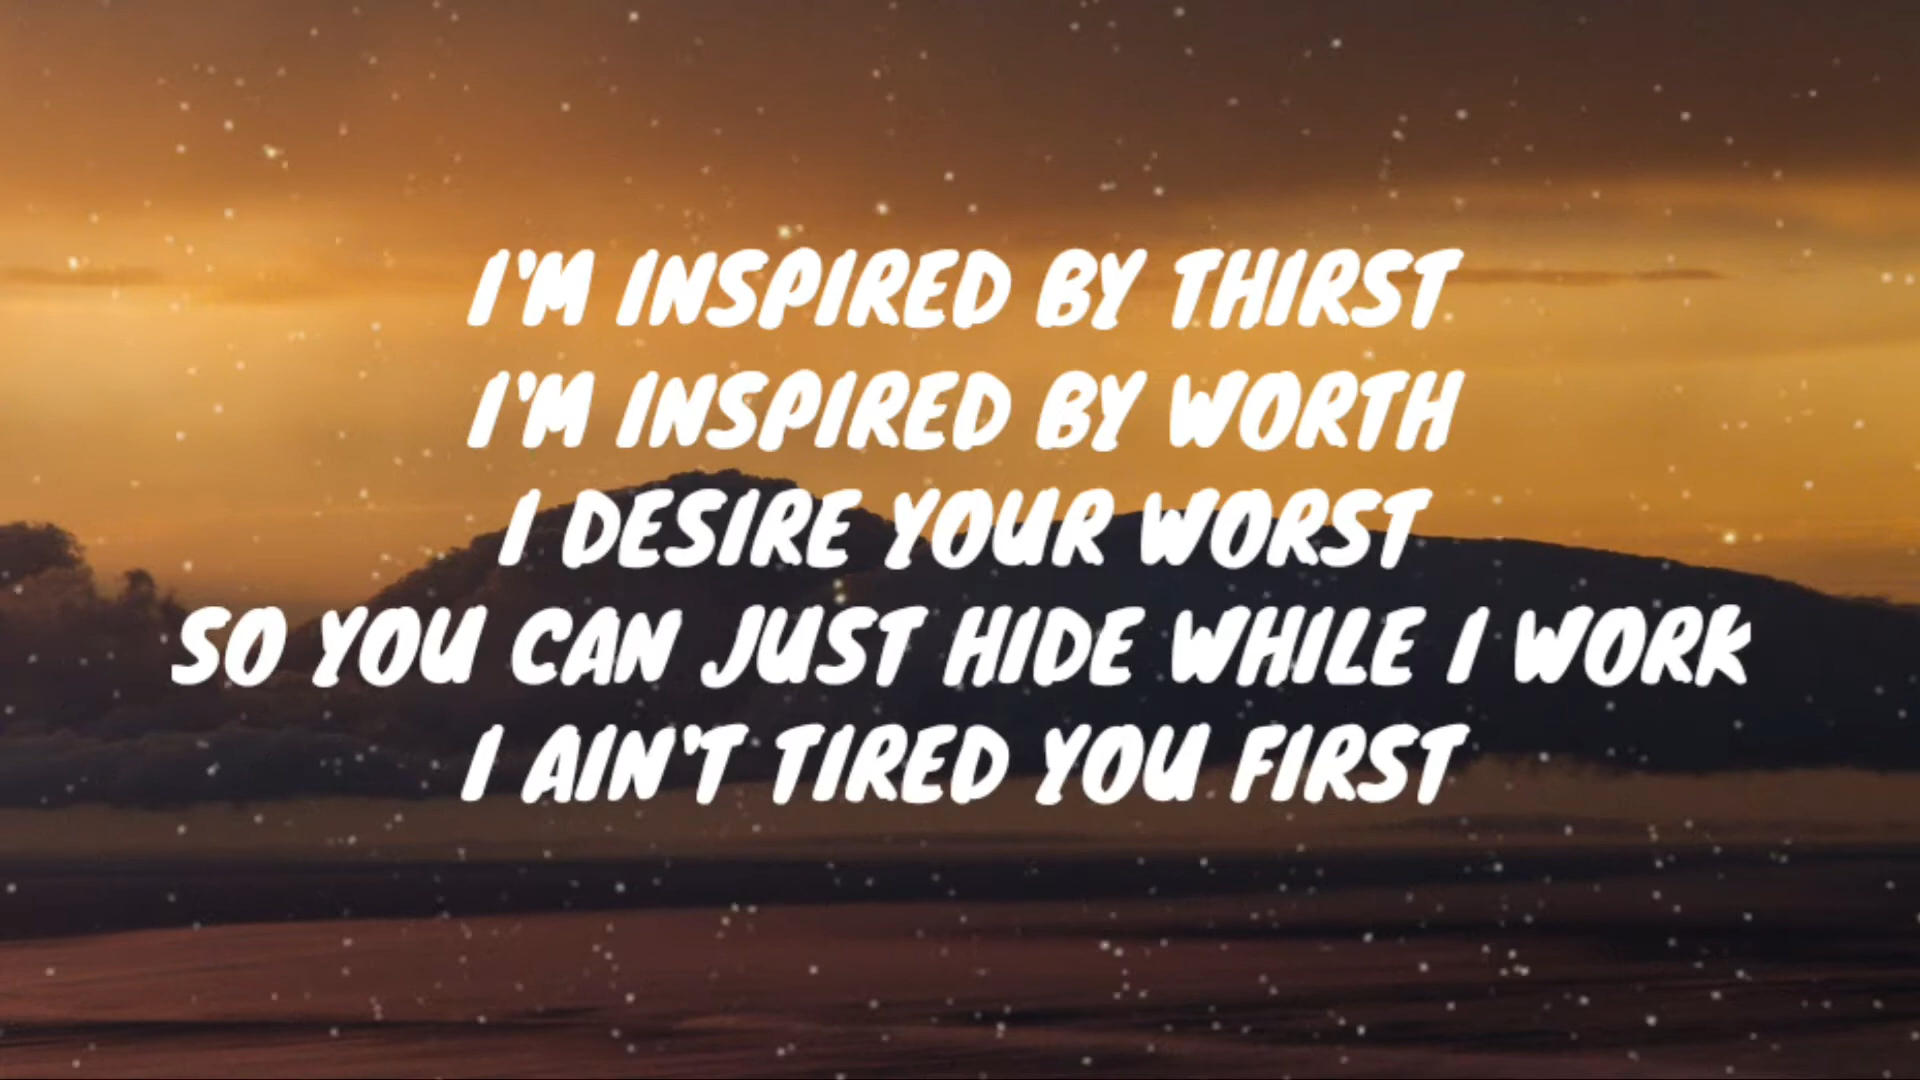 I'M INSPIRED BY THIRST
I'M INSPIRED BY WORTH
I DESIRE YOUR WORST
SO YOU CAN JUST HIDE WHILE I WORK
I AIN'T TIRED YOU FIRST